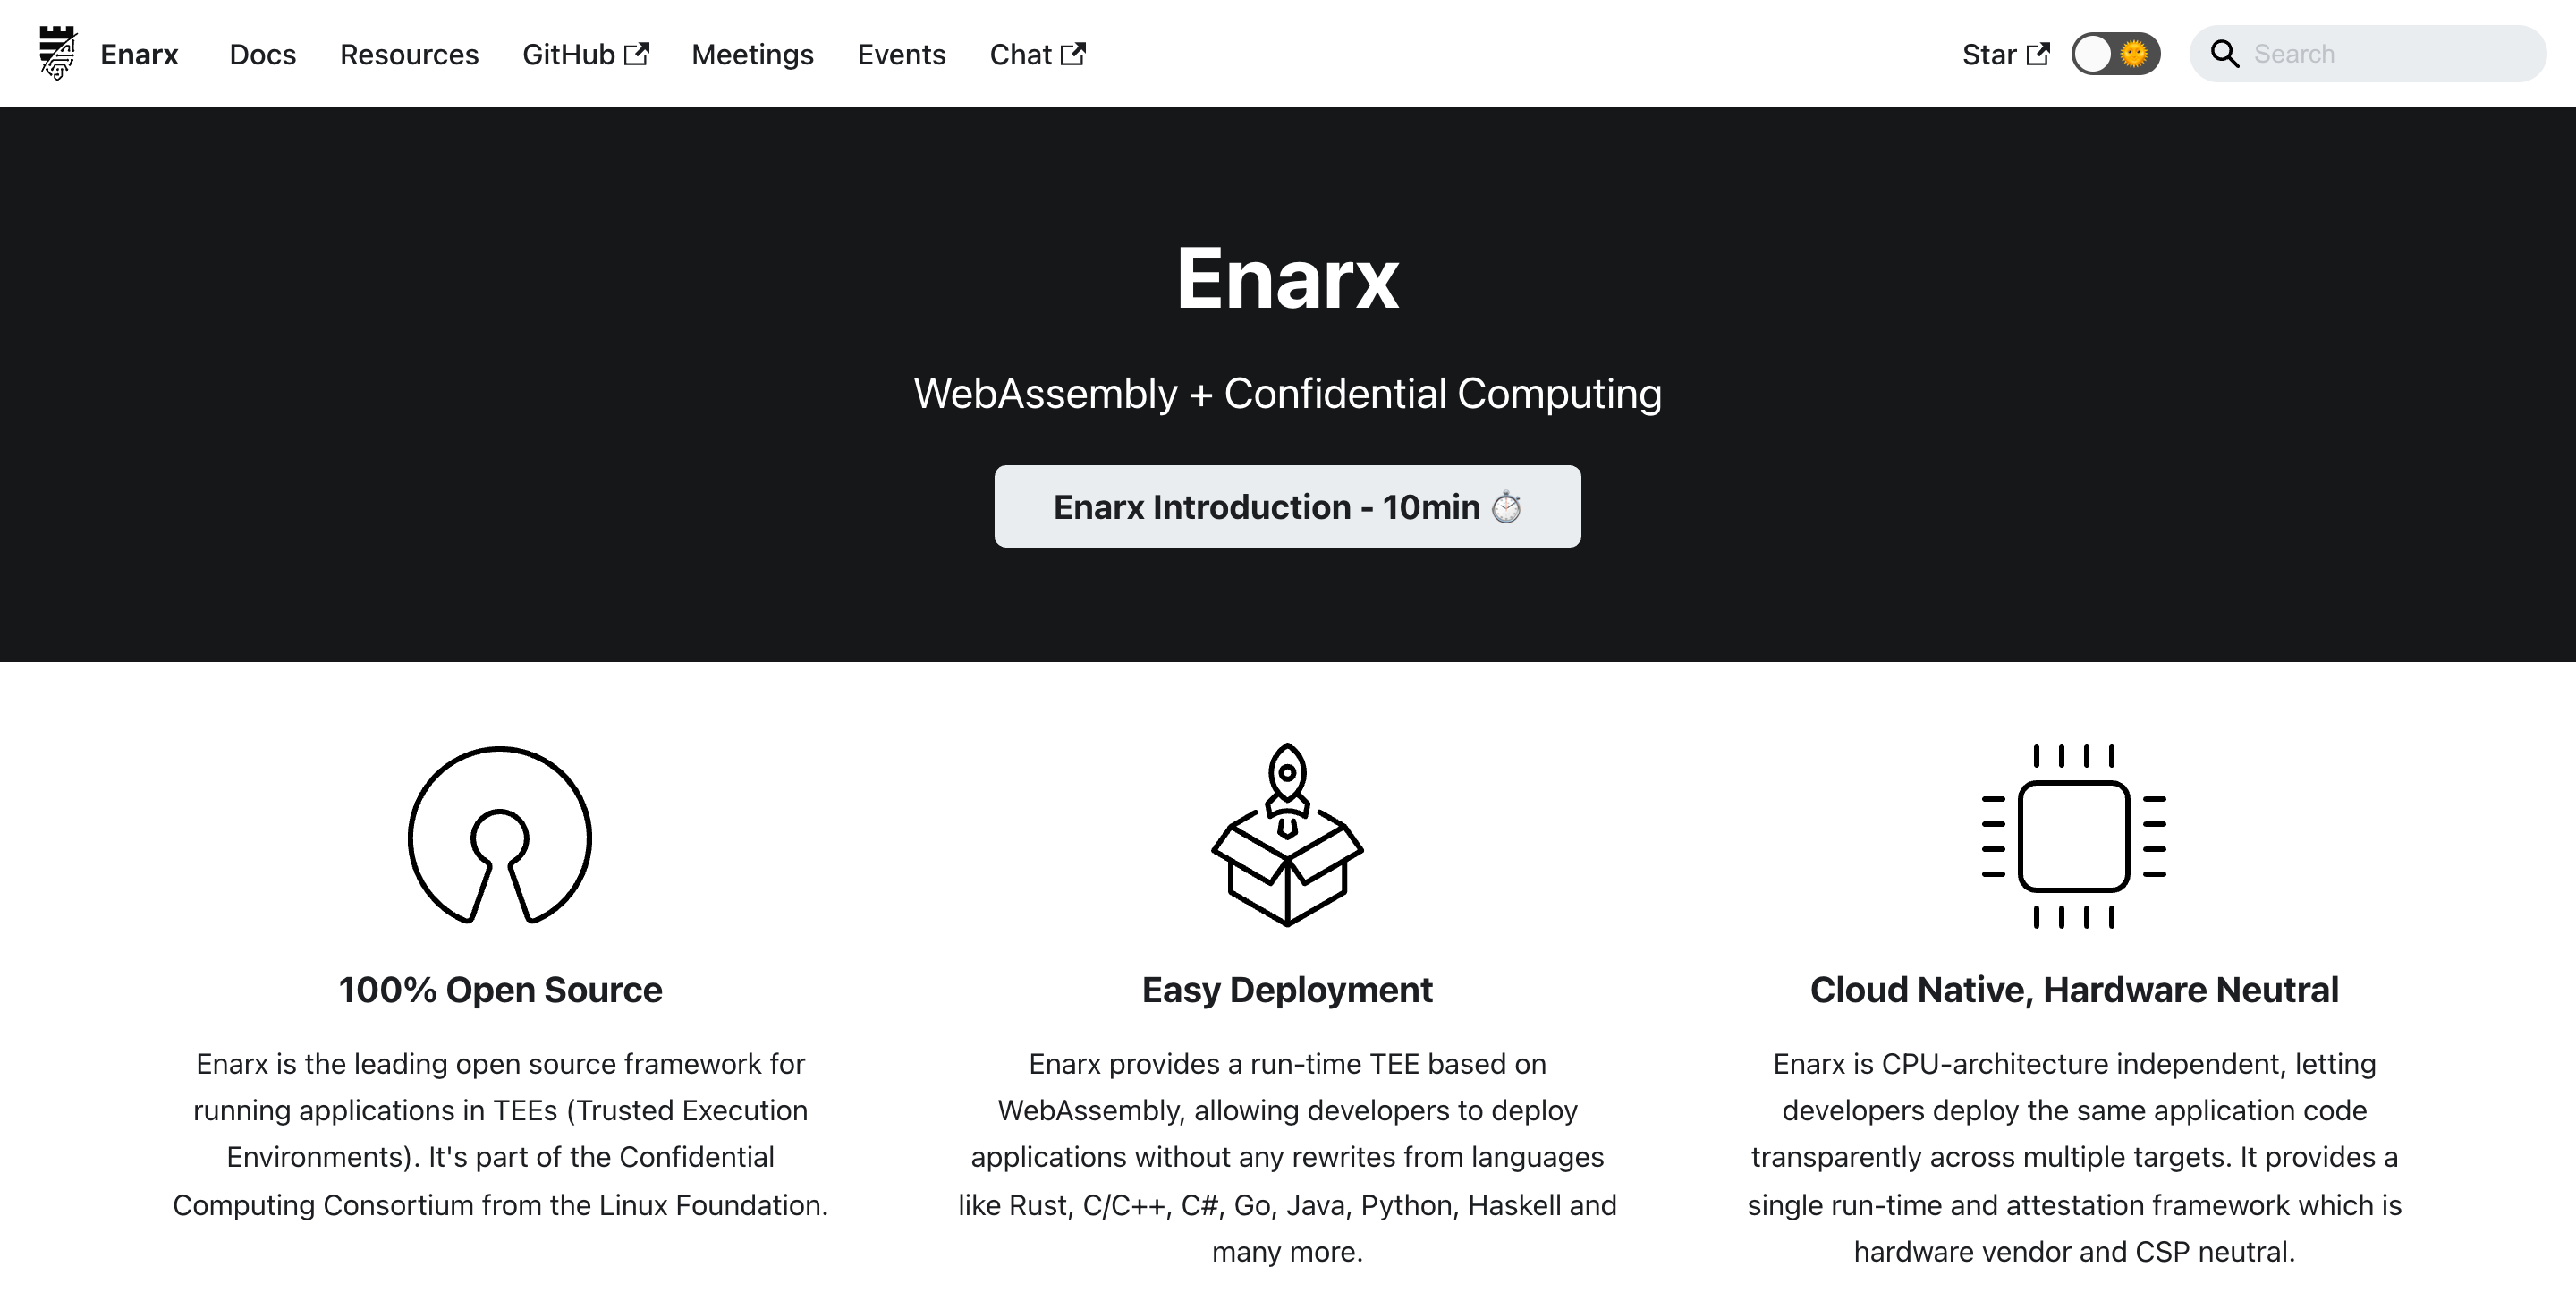 Enarx Docs Resources GitHub Meetings Events Chat Star Search
Enarx
WebAssembly + Confidential Computing
Enarx Introduction - 10min ⏱️
100% Open Source
Enarx is the leading open source framework for
running applications in TEEs (Trusted Execution
Environments). It's part of the Confidential
Computing Consortium from the Linux Foundation.
Easy Deployment
Enarx provides a run-time TEE based on
WebAssembly, allowing developers to deploy
applications without any rewrites from languages
like Rust, C/C++, C#, Go, Java, Python, Haskell and
many more.
Cloud Native, Hardware Neutral
Enarx is CPU-architecture independent, letting
developers deploy the same application code
transparently across multiple targets. It provides a
single run-time and attestation framework which is
hardware vendor and CSP neutral.